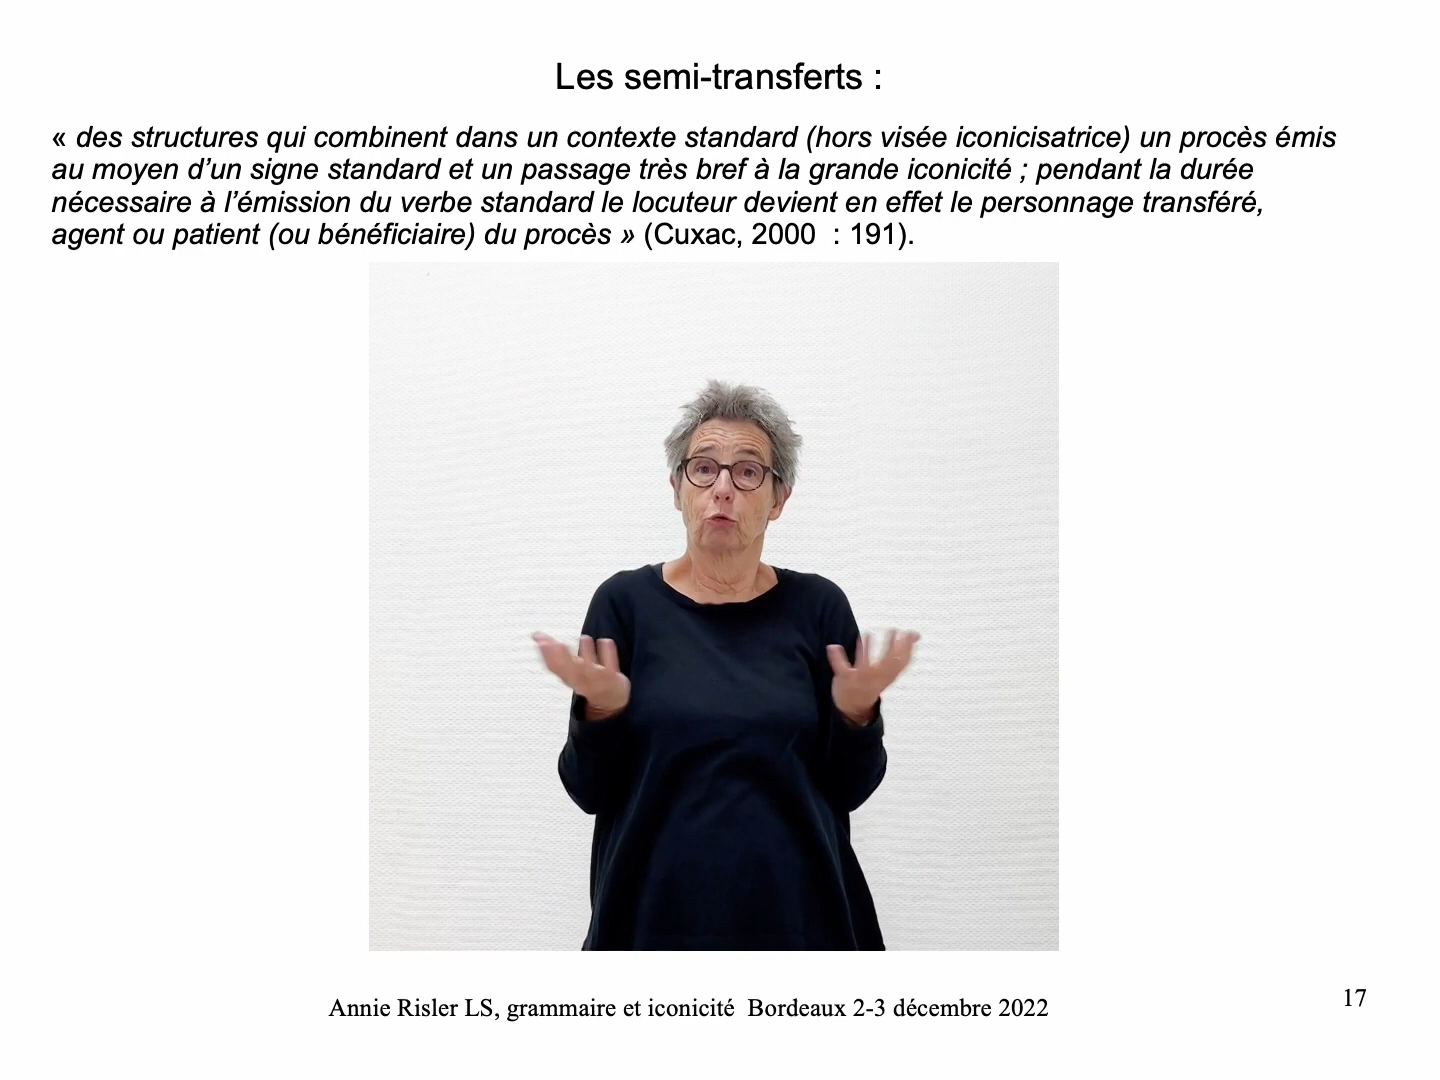 Les semi-transferts :
« des structures qui combinent dans un contexte standard (hors visée iconicisatrice) un procès émis
au moyen d’un signe standard et un passage très bref à la grande iconicité ; pendant la durée
nécessaire à l’émission du verbe standard le locuteur devient en effet le personnage transféré,
agent ou patient (ou bénéficiaire) du procès » (Cuxac, 2000  : 191).
Annie Risler LS, grammaire et iconicité  Bordeaux 2-3 décembre 2022
17